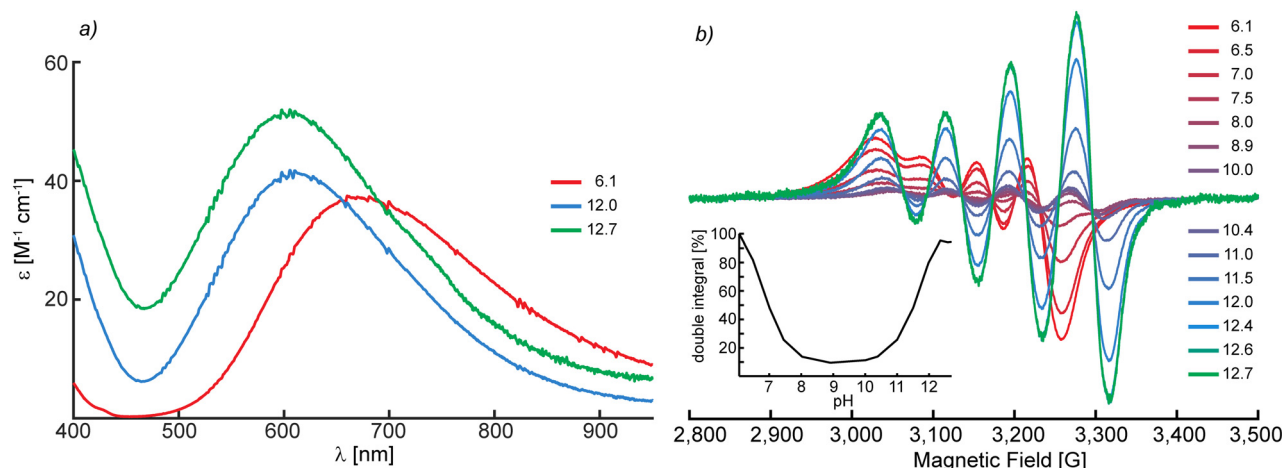 a)
60
40
20
ε [M⁻¹ cm⁻¹]
400 500 600 700 800 900
λ [nm]
6.1
12.0
12.7
b)
6.1
6.5
7.0
7.5
8.0
8.9
10.0
10.4
11.0
11.5
12.0
12.4
12.6
12.7
double integral [%]
100
80
60
40
20
7 8 9 10 11 12
pH
2,800 2,900 3,000 3,100 3,200 3,300 3,400 3,500
Magnetic Field [G]